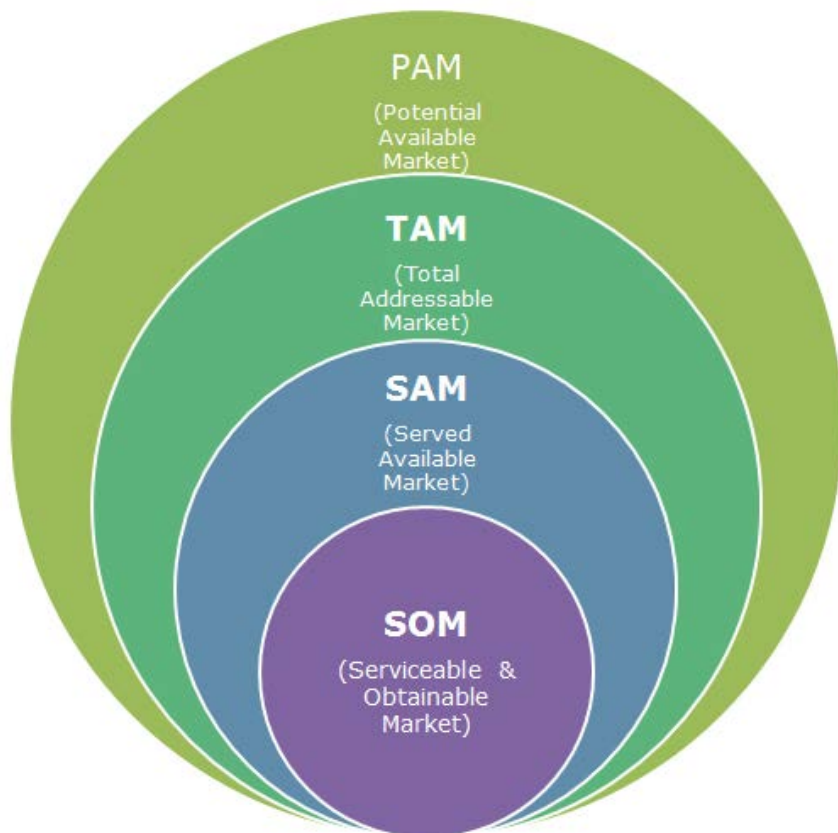 PAM
(Potential
Available
Market)
TAM
(Total
Addressable
Market)
SAM
(Served
Available
Market)
SOM
(Serviceable &
Obtainable
Market)